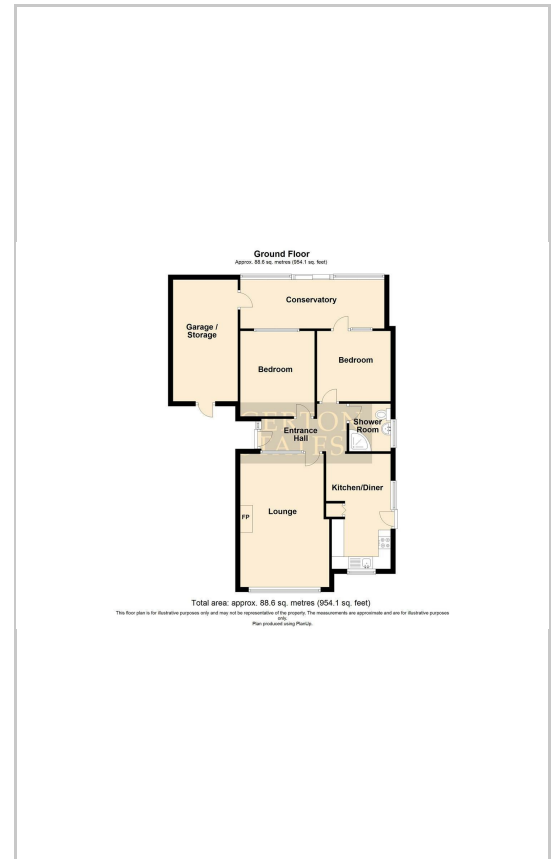 Ground Floor
Approx. 88.6 sq. metres (954.1 sq. feet)
Conservatory
Garage /
Storage
Bedroom
Bedroom
Shower
Room
Entrance
Hall
Kitchen/Diner
Lounge
FP
Total area: approx. 88.6 sq. metres (954.1 sq. feet)
This floor plan is for illustrative purposes only and may not be representative of the property. The measurements are approximate and are for illustrative purposes
only.
Plan produced using PlanUp.